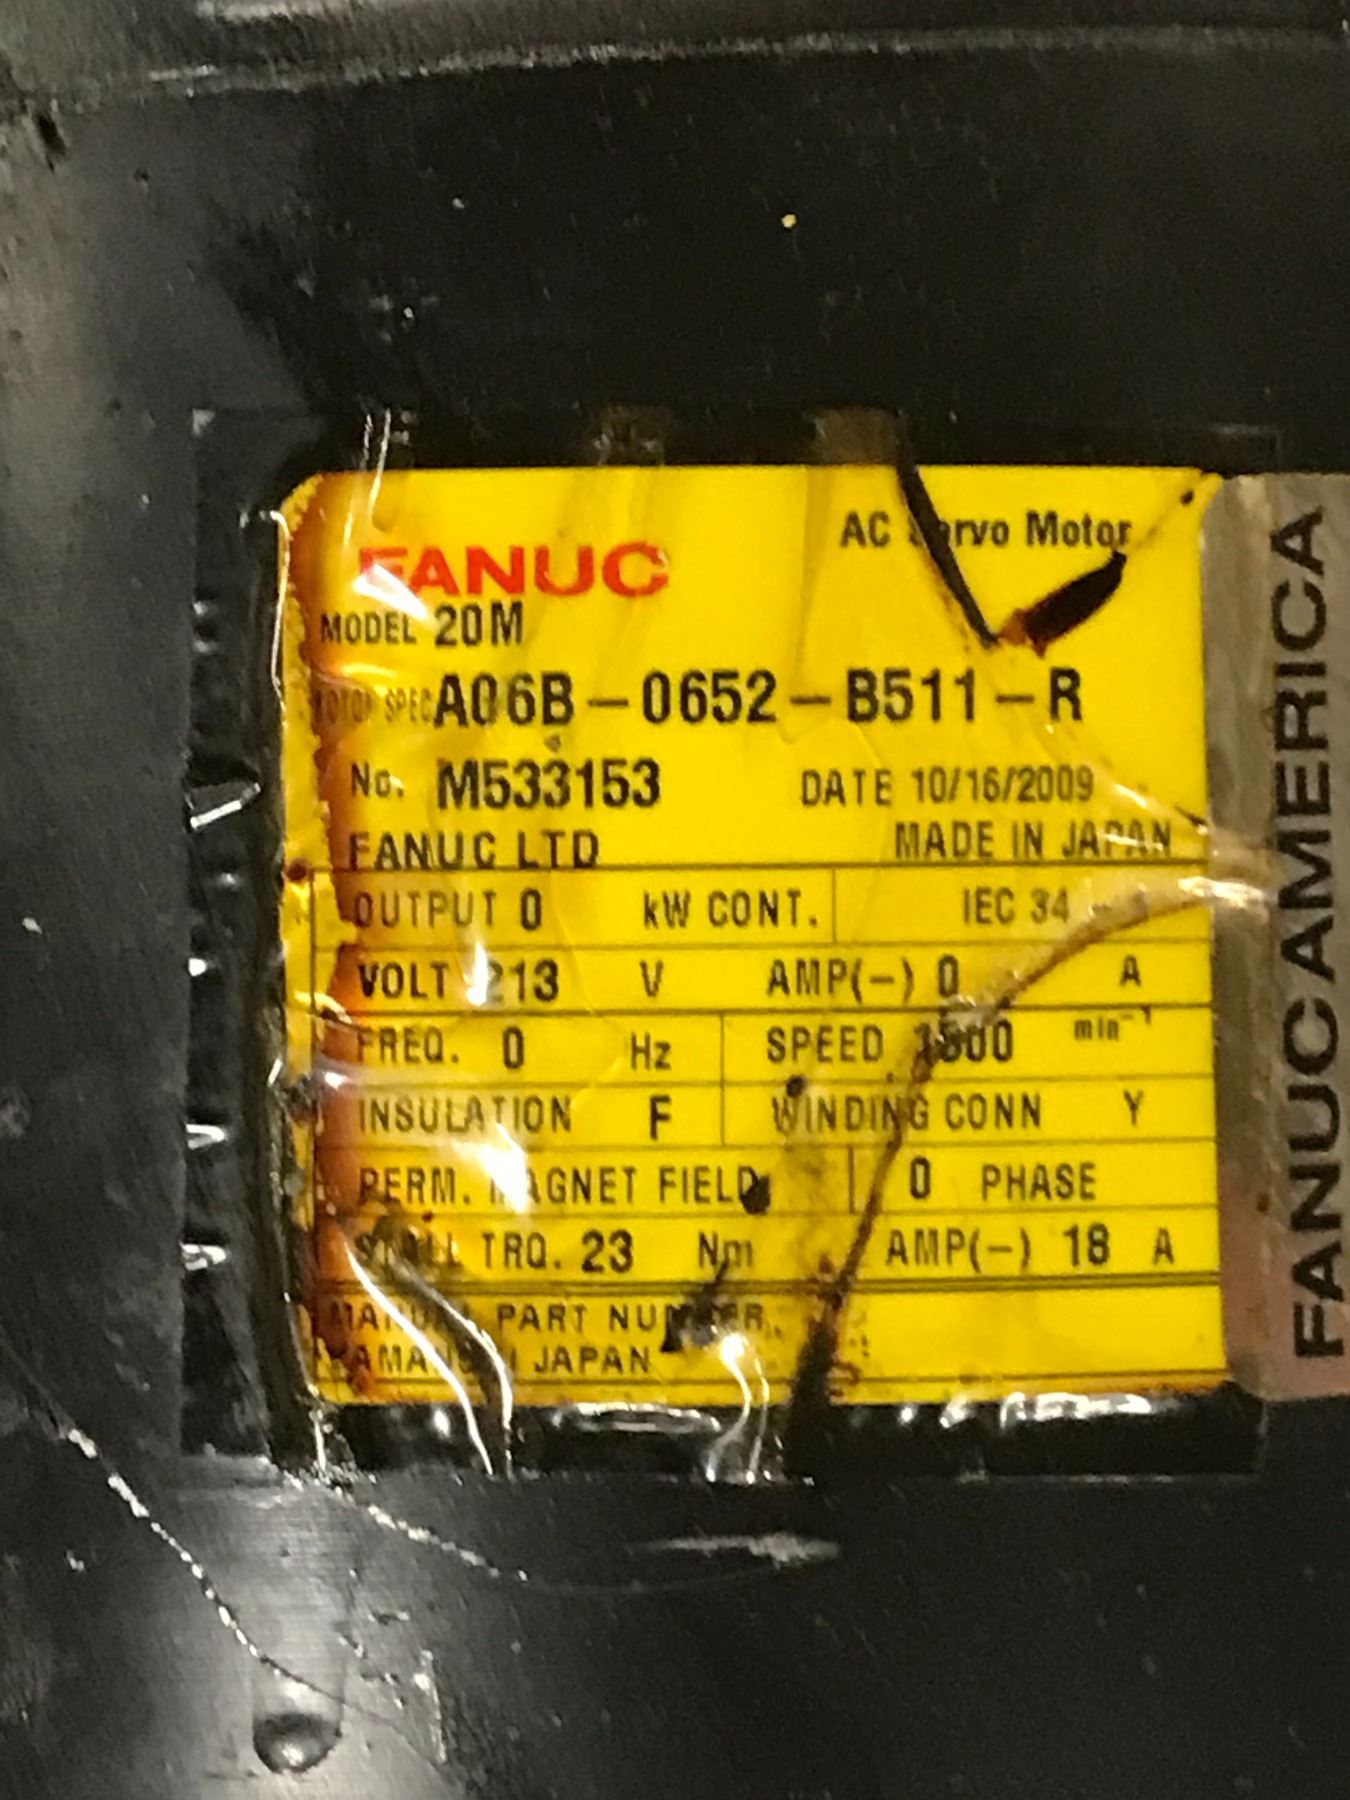 AC Servo Motor
FANUC
MODEL 20M
MOTOR SPEC A06B-0652-B511-R
No. M533153 DATE 10/16/2009
FANUC LTD MADE IN JAPAN
OUTPUT 0 kW CONT. IEC 34
VOLT 213 V AMP(-) 0 A
FREQ. 0 Hz SPEED 1500 min-1
INSULATION F WINDING CONN Y
PERM. MAGNET FIELD 0 PHASE
STALL TRQ. 23 Nm AMP(-) 18 A
PART NUMBER
JAPAN
FANUC AMERICA